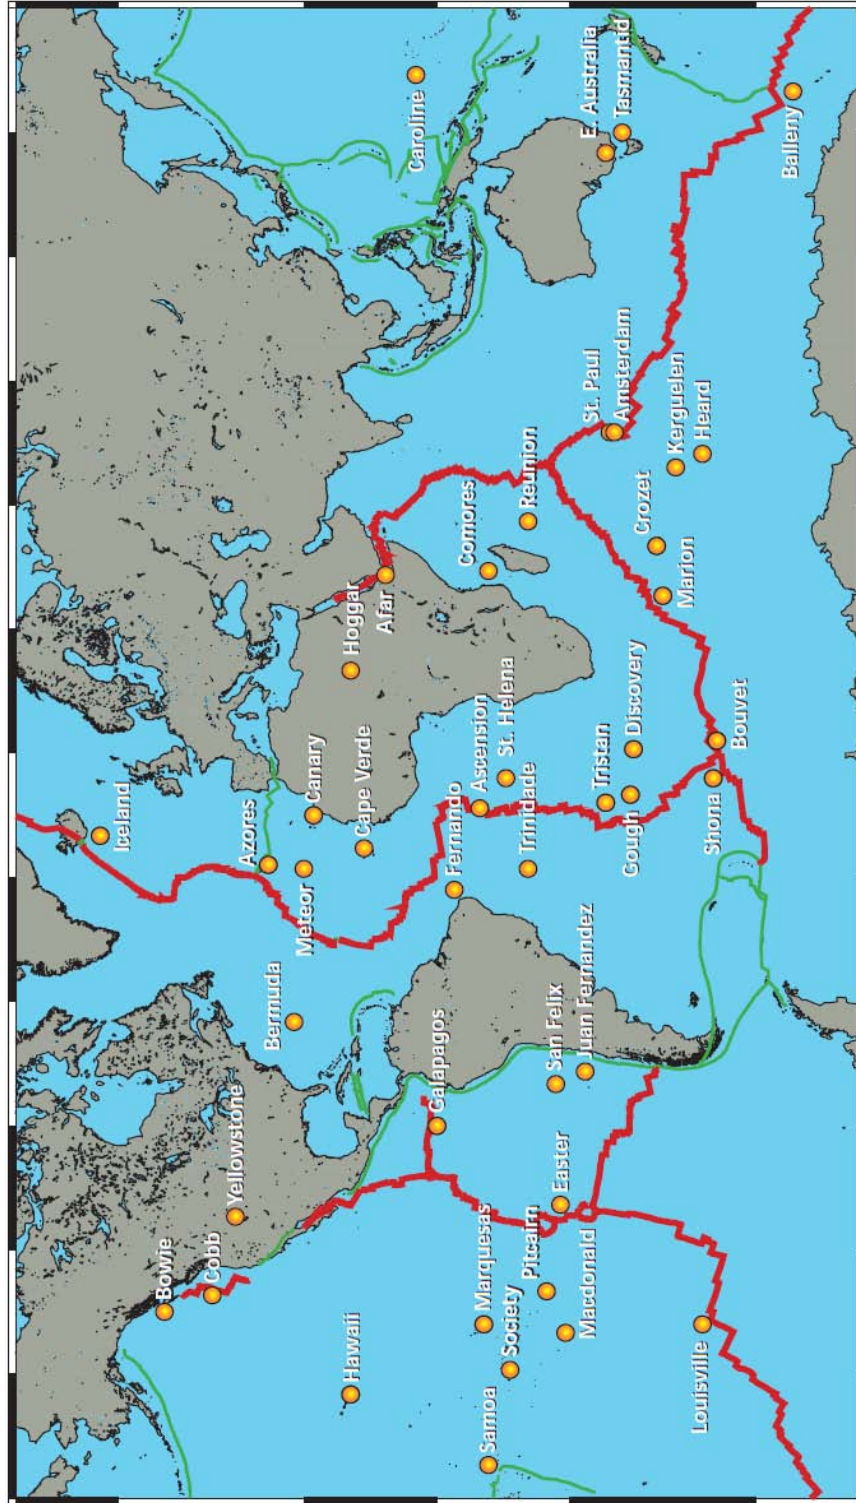 Bowie
Cobb
Yellowstone
Hawaii
Samoa
Society
Marquesas
Pitcairn
Macdonald
Easter
Louisville
Galapagos
San Felix
Juan Fernandez
Bermuda
Iceland
Azores
Meteor
Canary
Cape Verde
Fernando
Ascension
St. Helena
Trinidade
Tristan
Gough
Discovery
Shona
Bouvet
Hoggar
Afar
Comores
Reunion
Marion
Crozet
Kerguelen
Heard
St. Paul
Amsterdam
Caroline
E. Australia
Tasmantid
Balleny